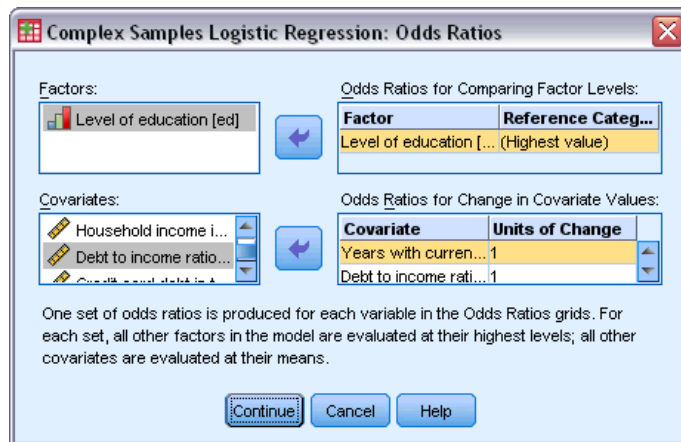 Complex Samples Logistic Regression: Odds Ratios
Factors:
Level of education [ed]
Odds Ratios for Comparing Factor Levels:
Factor Reference Categ...
Level of education [... (Highest value)
Covariates:
Household income i...
Debt to income ratio...
Odds Ratios for Change in Covariate Values:
Covariate Units of Change
Years with curren... 1
Debt to income rati... 1
One set of odds ratios is produced for each variable in the Odds Ratios grids. For
each set, all other factors in the model are evaluated at their highest levels; all other
covariates are evaluated at their means.
Continue Cancel Help